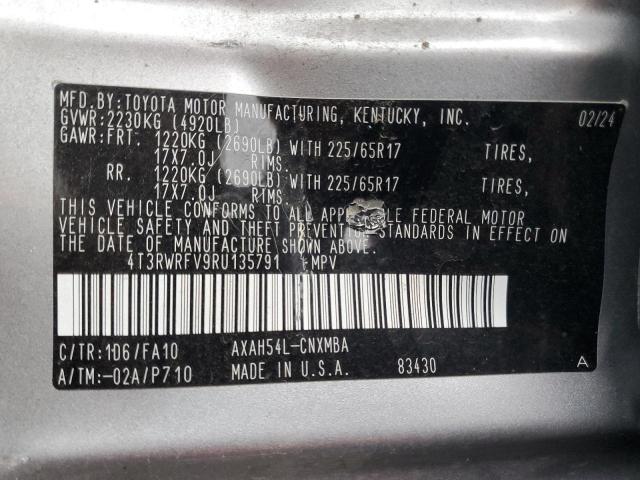 MFD.BY:TOYOTA MOTOR MANUFACTURING, KENTUCKY, INC. 02/24
GVWR:2230KG (4920LB)
GAWR:FRT. 1220KG (2690LB) WITH 225/65R17 TIRES,
17X7.0J RIMS.
RR. 1220KG (2690LB) WITH 225/65R17 TIRES,
17X7.0J RIMS.
THIS VEHICLE CONFORMS TO ALL FEDERAL MOTOR
VEHICLE SAFETY AND THEFT PREVENTION STANDARDS IN EFFECT ON
THE DATE OF MANUFACTURE SHOWN ABOVE.
4T3RWRFV9RU135791 MPV
C/TR:1D6/FA10 AXAH54L-CNXMBA
A/TM:-02A/P710 MADE IN U.S.A. 83430 A